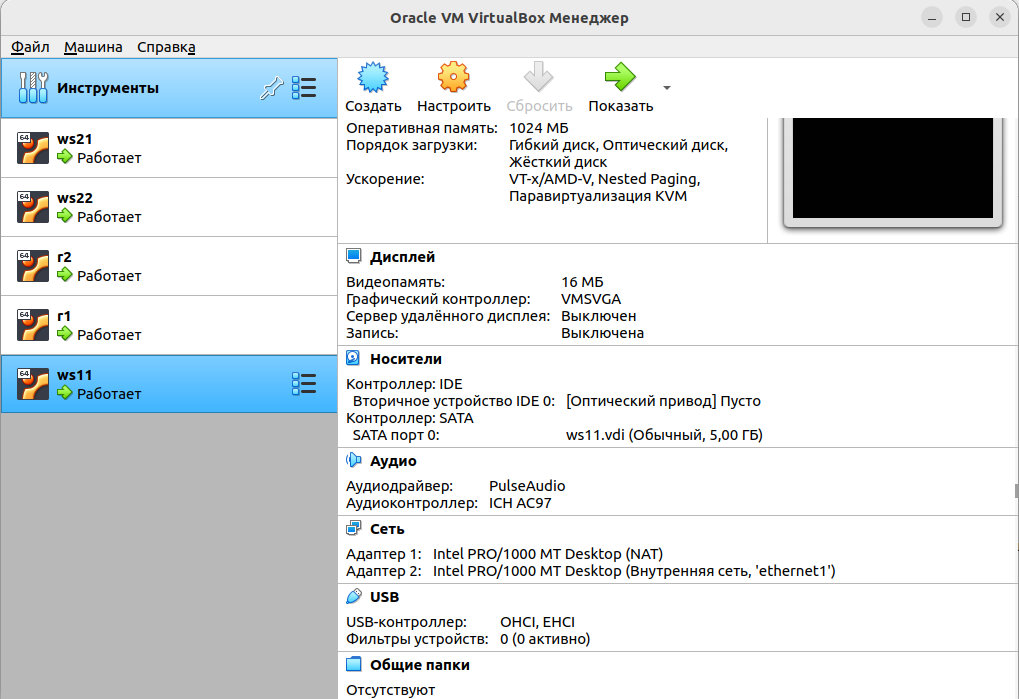 Oracle VM VirtualBox Менеджер
Файл Машина Справка
Инструменты
ws21
Работает
ws22
Работает
r2
Работает
r1
Работает
ws11
Работает
Создать Настроить Сбросить Показать
Оперативная память: 1024 МБ
Порядок загрузки: Гибкий диск, Оптический диск,
Жёсткий диск
Ускорение: VT-x/AMD-V, Nested Paging,
Паравиртуализация KVM
Дисплей
Видеопамять: 16 МБ
Графический контроллер: VMSVGA
Сервер удалённого дисплея: Выключен
Запись: Выключена
Носители
Контроллер: IDE
Вторичное устройство IDE 0: [Оптический привод] Пусто
Контроллер: SATA
SATA порт 0: ws11.vdi (Обычный, 5,00 ГБ)
Аудио
Аудиодрайвер: PulseAudio
Аудиоконтроллер: ICH AC97
Сеть
Адаптер 1: Intel PRO/1000 MT Desktop (NAT)
Адаптер 2: Intel PRO/1000 MT Desktop (Внутренняя сеть, 'ethernet1')
USB
USB-контроллер: OHCI, EHCI
Фильтры устройств: 0 (0 активно)
Общие папки
Отсутствуют